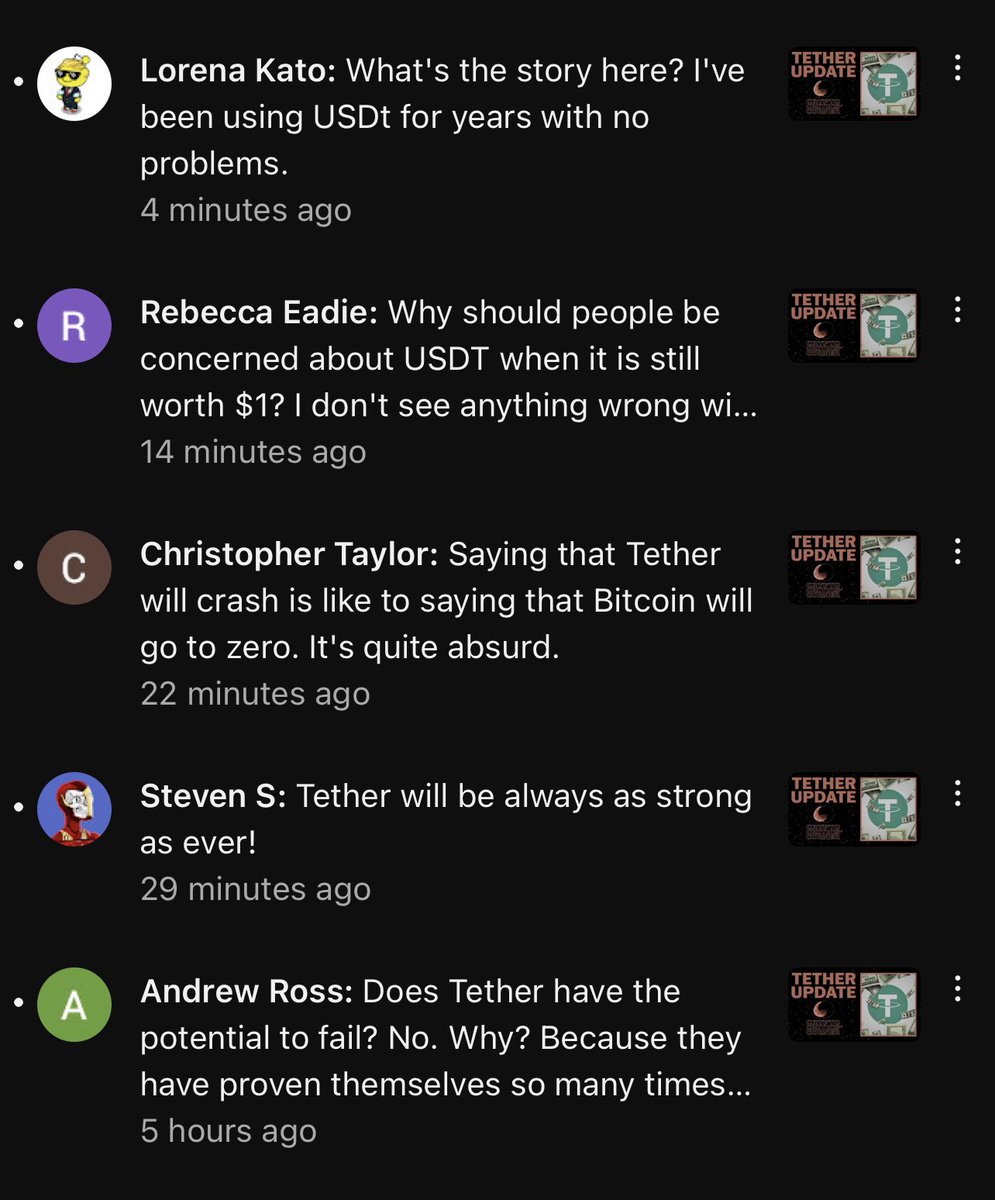 Lorena Kato: What's the story here? I've
been using USDt for years with no
problems.
4 minutes ago
TETHER
UPDATE
R
Rebecca Eadie: Why should people be
concerned about USDT when it is still
worth $1? I don't see anything wrong wi...
14 minutes ago
TETHER
UPDATE
C
Christopher Taylor: Saying that Tether
will crash is like to saying that Bitcoin will
go to zero. It's quite absurd.
22 minutes ago
TETHER
UPDATE
Steven S: Tether will be always as strong
as ever!
29 minutes ago
TETHER
UPDATE
A
Andrew Ross: Does Tether have the
potential to fail? No. Why? Because they
have proven themselves so many times...
5 hours ago
TETHER
UPDATE